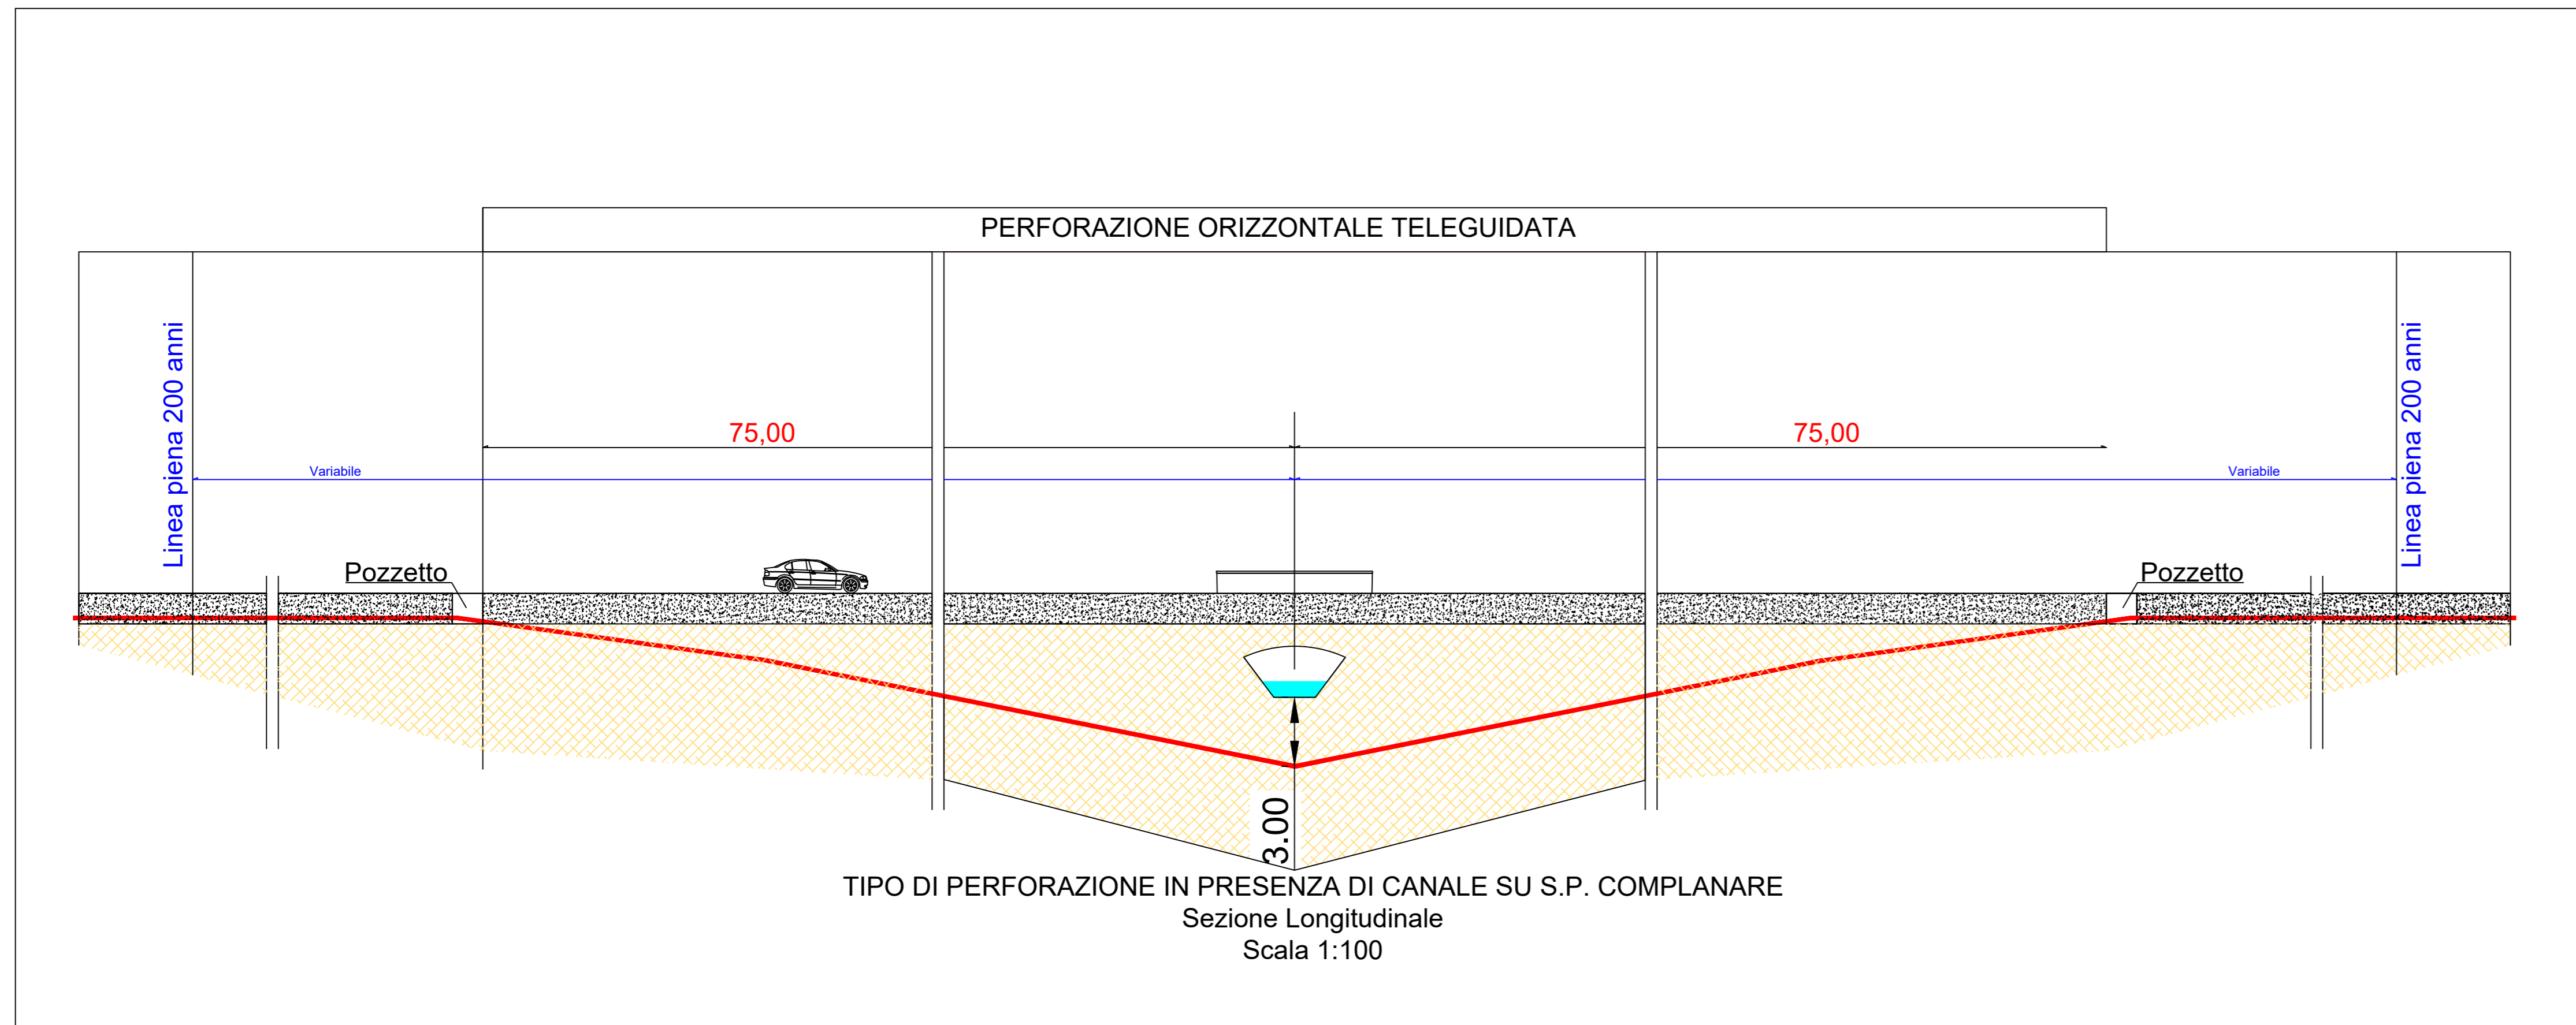 PERFORAZIONE ORIZZONTALE TELEGUIDATA
Linea piena 200 anni
Linea piena 200 anni
75,00
75,00
Variabile
Variabile
Pozzetto
Pozzetto
3.00
TIPO DI PERFORAZIONE IN PRESENZA DI CANALE SU S.P. COMPLANARE
Sezione Longitudinale
Scala 1:100